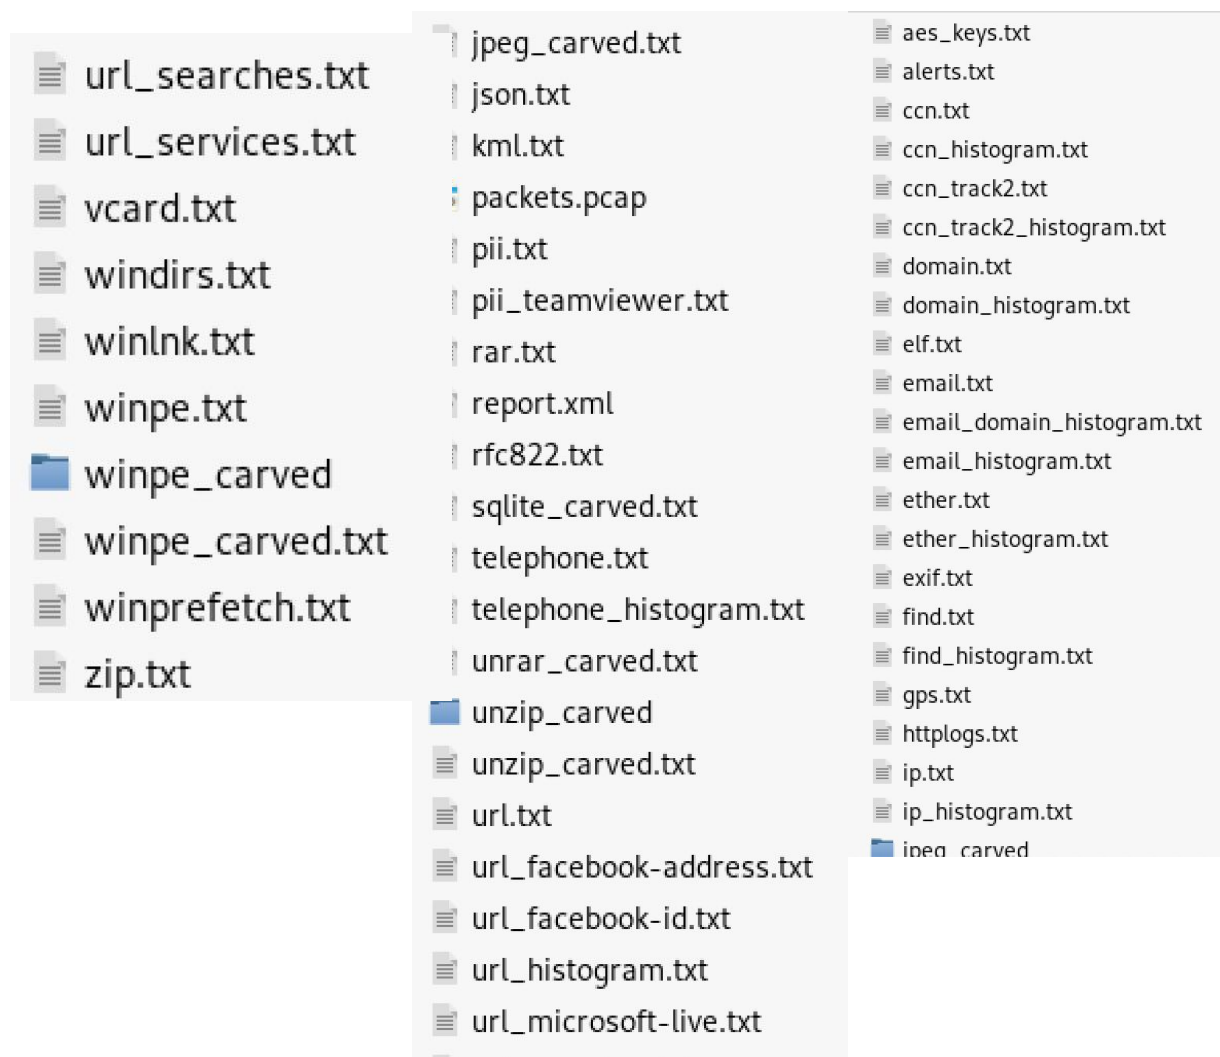 url_searches.txt
url_services.txt
vcard.txt
windirs.txt
winlnk.txt
winpe.txt
winpe_carved
winpe_carved.txt
winprefetch.txt
zip.txt
jpeg_carved.txt
json.txt
kml.txt
packets.pcap
pii.txt
pii_teamviewer.txt
rar.txt
report.xml
rfc822.txt
sqlite_carved.txt
telephone.txt
telephone_histogram.txt
unrar_carved.txt
unzip_carved
unzip_carved.txt
url.txt
url_facebook-address.txt
url_facebook-id.txt
url_histogram.txt
url_microsoft-live.txt
aes_keys.txt
alerts.txt
ccn.txt
ccn_histogram.txt
ccn_track2.txt
ccn_track2_histogram.txt
domain.txt
domain_histogram.txt
elf.txt
email.txt
email_domain_histogram.txt
email_histogram.txt
ether.txt
ether_histogram.txt
exif.txt
find.txt
find_histogram.txt
gps.txt
httplogs.txt
ip.txt
ip_histogram.txt
jpeg_carved